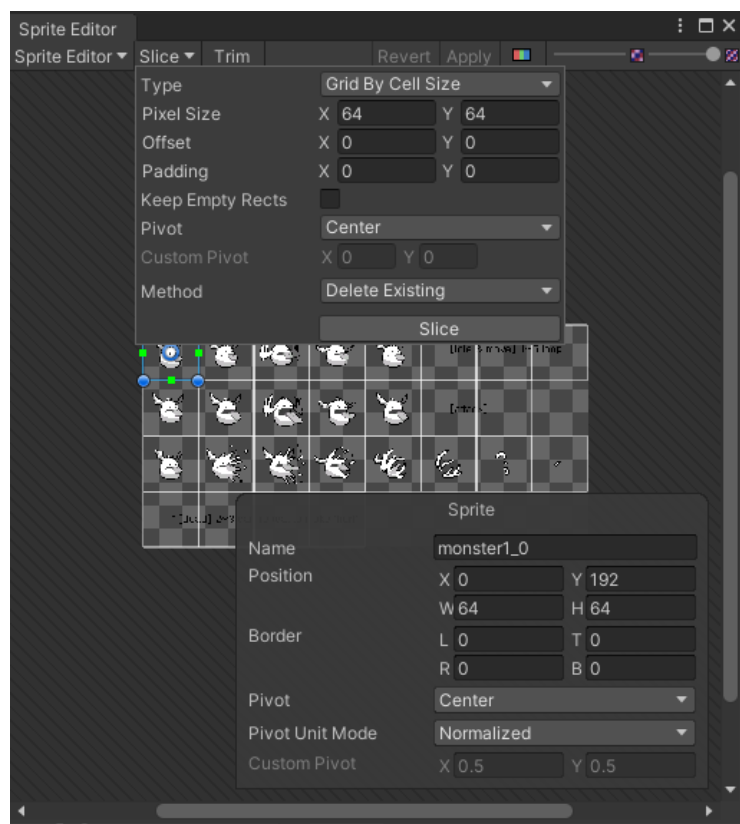 Sprite Editor
Sprite Editor Slice Trim Revert Apply
Type Grid By Cell Size
Pixel Size X 64 Y 64
Offset X 0 Y 0
Padding X 0 Y 0
Keep Empty Rects
Pivot Center
Custom Pivot X 0 Y 0
Method Delete Existing
Slice
[attack]
Sprite
Name monster1_0
Position X 0 Y 192
W 64 H 64
Border L 0 T 0
R 0 B 0
Pivot Center
Pivot Unit Mode Normalized
Custom Pivot X 0.5 Y 0.5